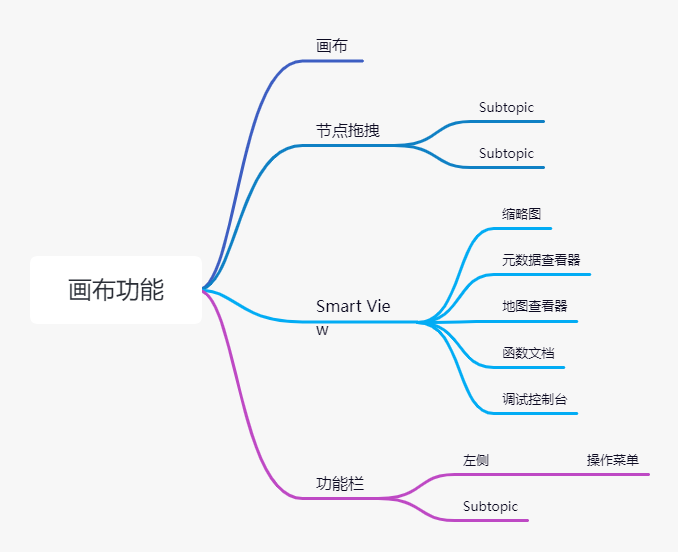 画布功能
画布
节点拖拽
Subtopic
Subtopic
Smart Vie
w
缩略图
元数据查看器
地图查看器
函数文档
调试控制台
功能栏
左侧
操作菜单
Subtopic